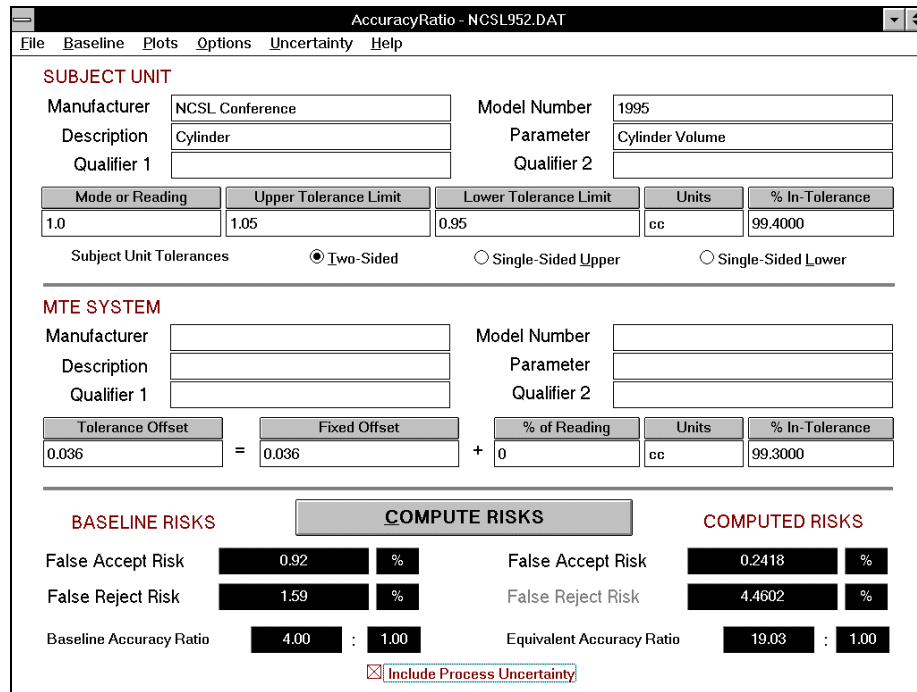 AccuracyRatio - NCSL952.DAT
File Baseline Plots Options Uncertainty Help
SUBJECT UNIT
Manufacturer NCSL Conference Model Number 1995
Description Cylinder Parameter Cylinder Volume
Qualifier 1 Qualifier 2
Mode or Reading Upper Tolerance Limit Lower Tolerance Limit Units % In-Tolerance
1.0 1.05 0.95 cc 99.4000
Subject Unit Tolerances Two-Sided Single-Sided Upper Single-Sided Lower
MTE SYSTEM
Manufacturer Model Number
Description Parameter
Qualifier 1 Qualifier 2
Tolerance Offset Fixed Offset % of Reading Units % In-Tolerance
0.036 = 0.036 + 0 cc 99.3000
BASELINE RISKS COMPUTE RISKS COMPUTED RISKS
False Accept Risk 0.92 % False Accept Risk 0.2418 %
False Reject Risk 1.59 % False Reject Risk 4.4602 %
Baseline Accuracy Ratio 4.00 : 1.00 Equivalent Accuracy Ratio 19.03 : 1.00
Include Process Uncertainty